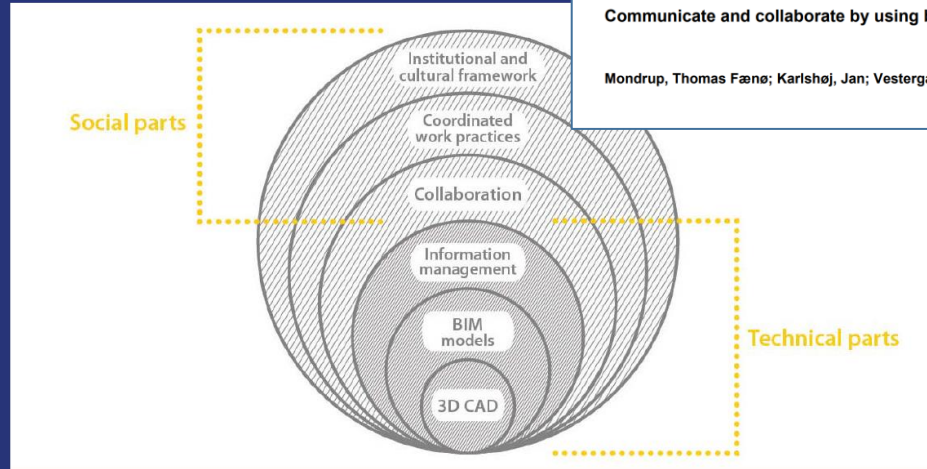 Communicate and collaborate by using
Mondrup, Thomas Fænø; Karlshøj, Jan;
Institutional and
cultural framework
Social parts
Coordinated
work practices
Collaboration
Information
management
BIM
models
Technical parts
3D CAD